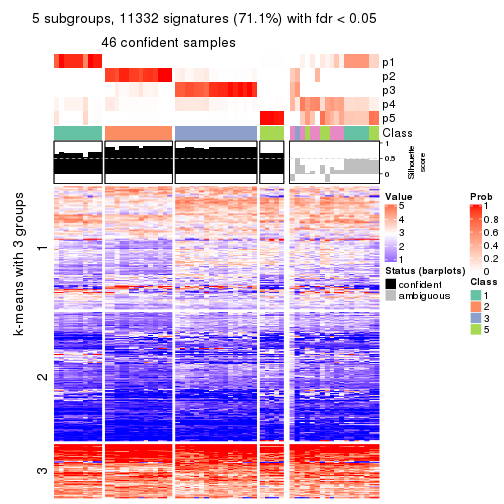 5 subgroups, 11332 signatures (71.1%) with fdr < 0.05
46 confident samples
p1
p2
p3
p4
p5
Class
1
0.5
0
Silhouette
score
k-means with 3 groups
1
2
3
Value
5
4
3
2
1
Status (barplots)
confident
ambiguous
Prob
1
0.8
0.6
0.4
0.2
0
Class
1
2
3
5